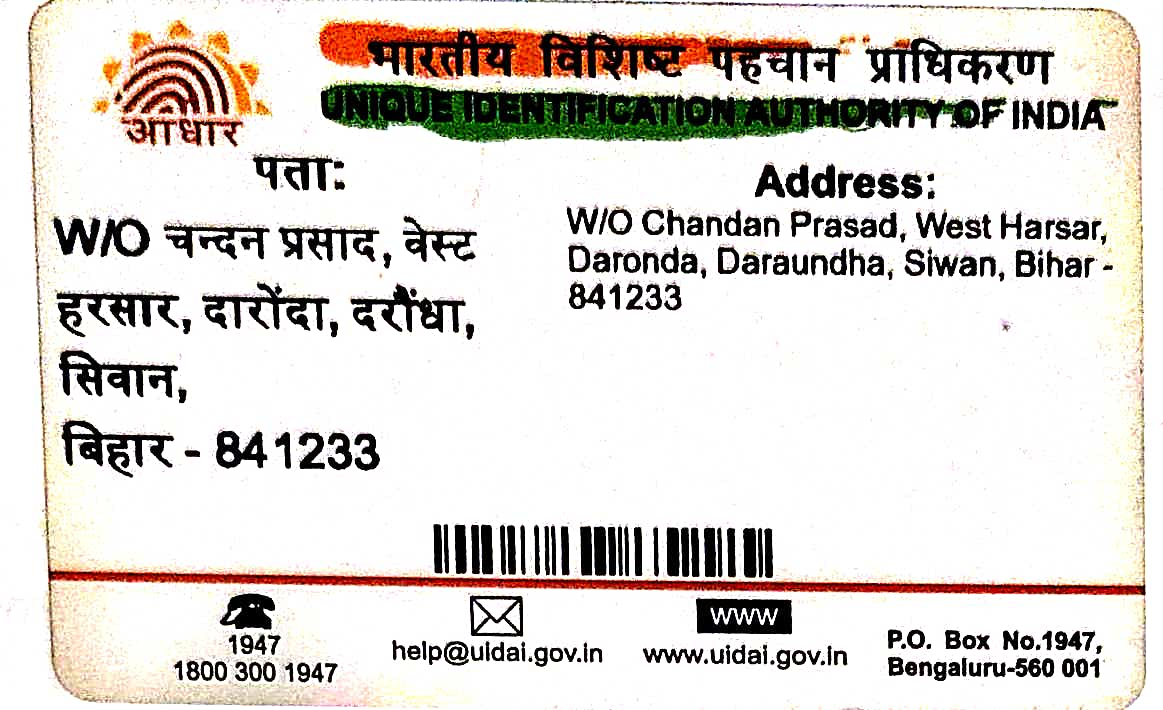 भारतीय विशिष्ट पहचान प्राधिकरण
UNIQUE IDENTIFICATION AUTHORITY OF INDIA
आधार
पता:
W/O चन्दन प्रसाद, वेस्ट
हरसार, दारोंदा, दरौंधा,
सिवान,
बिहार - 841233
Address:
W/O Chandan Prasad, West Harsar,
Daronda, Daraundha, Siwan, Bihar -
841233
1947
1800 300 1947
help@uidai.gov.in
www
www.uidai.gov.in
P.O. Box No.1947,
Bengaluru-560 001